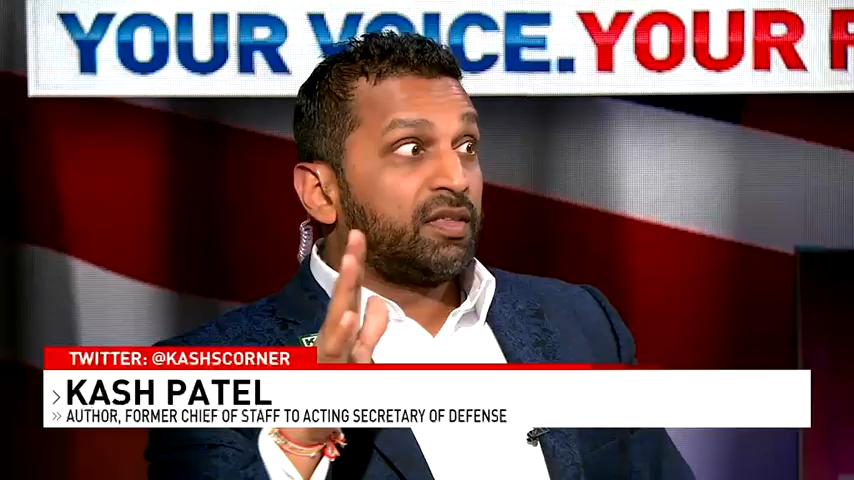 YOUR VOICE. YOUR
TWITTER: @KASHSCORNER
KASH PATEL
AUTHOR, FORMER CHIEF OF STAFF TO ACTING SECRETARY OF DEFENSE